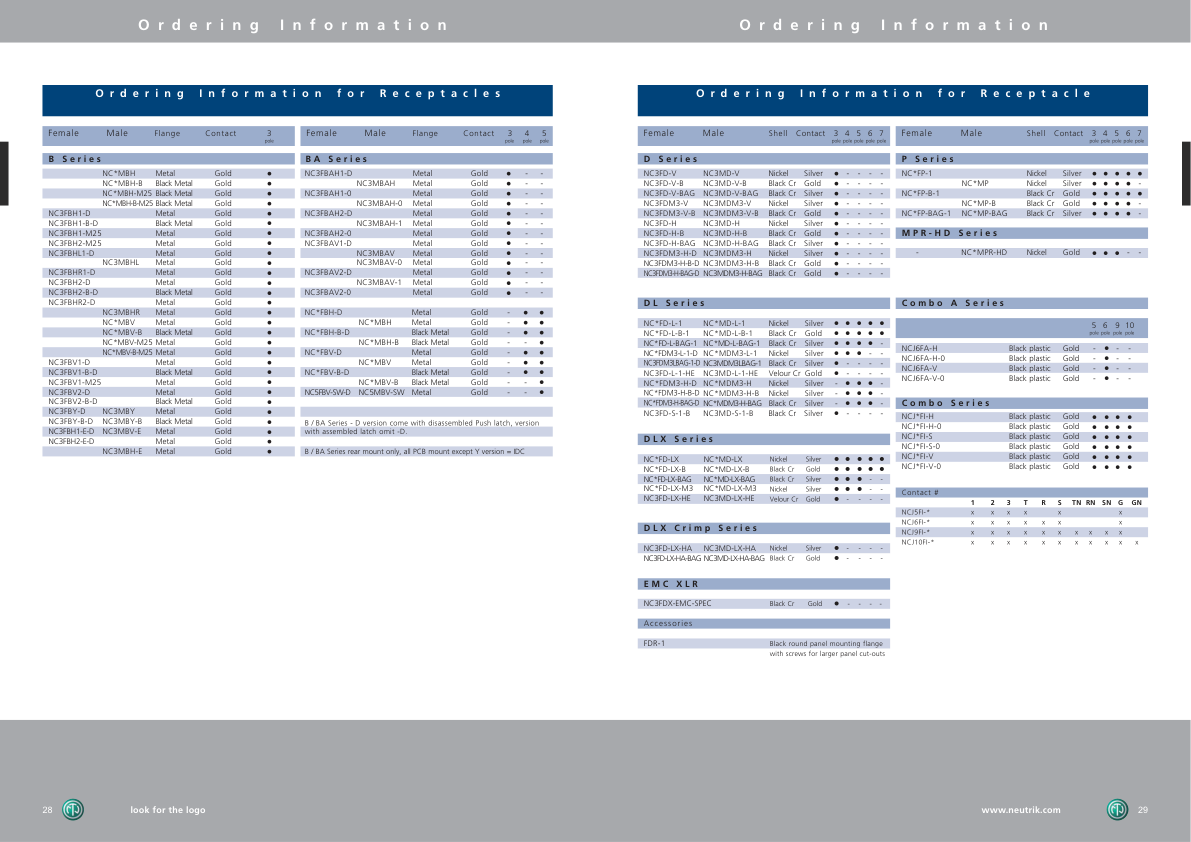 Ordering Information
Ordering Information for Receptacles
Female Male Flange Contact 3
pole
B Series
NC*MBH Metal Gold ●
NC*MBH-B Black Metal Gold ●
NC*MBH-M25 Black Metal Gold ●
NC*MBH-B-M25 Black Metal Gold ●
NC3FBH1-D Metal Gold ●
NC3FBH1-B-D Black Metal Gold ●
NC3FBH1-M25 Metal Gold ●
NC3FBH2-M25 Metal Gold ●
NC3FBHL1-D Metal Gold ●
NC3MBHL Metal Gold ●
NC3FBHR1-D Metal Gold ●
NC3FBH2-D Metal Gold ●
NC3FBH2-B-D Black Metal Gold ●
NC3FBHR2-D Metal Gold ●
NC3MBHR Metal Gold ●
NC*MBV Metal Gold ●
NC*MBV-B Black Metal Gold ●
NC*MBV-M25 Metal Gold ●
NC*MBV-B-M25 Metal Gold ●
NC3FBV1-D Metal Gold ●
NC3FBV1-B-D Black Metal Gold ●
NC3FBV1-M25 Metal Gold ●
NC3FBV2-D Metal Gold ●
NC3FBV2-B-D Black Metal Gold ●
NC3FBY-D NC3MBY Metal Gold ●
NC3FBY-B-D NC3MBY-B Black Metal Gold ●
NC3FBH1-E-D NC3MBV-E Metal Gold ●
NC3FBH2-E-D Metal Gold ●
NC3MBH-E Metal Gold ●
Female Male Flange Contact 3 4 5
pole pole pole
BA Series
NC3FBAH1-D Metal Gold ● - -
NC3MBAH Metal Gold ● - -
NC3FBAH1-0 Metal Gold ● - -
NC3MBAH-0 Metal Gold ● - -
NC3FBAH2-D Metal Gold ● - -
NC3MBAH-1 Metal Gold ● - -
NC3FBAH2-0 Metal Gold ● - -
NC3FBAV1-D Metal Gold ● - -
NC3MBAV Metal Gold ● - -
NC3MBAV-0 Metal Gold ● - -
NC3FBAV2-D Metal Gold ● - -
NC3MBAV-1 Metal Gold ● - -
NC3FBAV2-0 Metal Gold ● - -
NC*FBH-D Metal Gold - ● ●
NC*MBH Metal Gold - ● ●
NC*FBH-B-D Black Metal Gold - ● ●
NC*MBH-B Black Metal Gold - - ●
NC*FBV-D Metal Gold - ● ●
NC*MBV Metal Gold - ● ●
NC*FBV-B-D Black Metal Gold - ● ●
NC*MBV-B Black Metal Gold - - ●
NC5FBV-SW-D NC5MBV-SW Metal Gold - - ●
B / BA Series - D version come with disassembled Push latch, version
with assembled latch omit -D.
B / BA Series rear mount only, all PCB mount except Y version = IDC
28
look for the logo
Ordering Information
Ordering Information for Receptacle
Female Male Shell Contact 3 4 5 6 7
pole pole pole pole pole
D Series
NC3FD-V NC3MD-V Nickel Silver ● - - - -
NC3FD-V-B NC3MD-V-B Black Cr Gold ● - - - -
NC3FD-V-BAG NC3MD-V-BAG Black Cr Silver ● - - - -
NC3FDM3-V NC3MDM3-V Nickel Silver ● - - - -
NC3FDM3-V-B NC3MDM3-V-B Black Cr Gold ● - - - -
NC3FD-H NC3MD-H Nickel Silver ● - - - -
NC3FD-H-B NC3MD-H-B Black Cr Gold ● - - - -
NC3FD-H-BAG NC3MD-H-BAG Black Cr Silver ● - - - -
NC3FDM3-H-D NC3MDM3-H Nickel Silver ● - - - -
NC3FDM3-H-B-D NC3MDM3-H-B Black Cr Gold ● - - - -
NC3FDM3-H-BAG-D NC3MDM3-H-BAG Black Cr Gold ● - - - -
DL Series
NC*FD-L-1 NC*MD-L-1 Nickel Silver ● ● ● ● ●
NC*FD-L-B-1 NC*MD-L-B-1 Black Cr Gold ● ● ● ● ●
NC*FD-L-BAG-1 NC*MD-L-BAG-1 Black Cr Silver ● ● ● ● -
NC*FDM3-L-1-D NC*MDM3-L-1 Nickel Silver ● ● ● - -
NC3FDM3LBAG-1-D NC3MDM3LBAG-1 Black Cr Silver ● - - - -
NC3FD-L-1-HE NC3MD-L-1-HE Velour Cr Gold ● - - - -
NC*FDM3-H-D NC*MDM3-H Nickel Silver - ● ● ● -
NC*FDM3-H-B-D NC*MDM3-H-B Nickel Silver - ● ● ● -
NC*FDM3-H-BAG-D NC*MDM3-H-BAG Black Cr Silver - ● ● ● -
NC3FD-S-1-B NC3MD-S-1-B Black Cr Silver ● - - - -
DLX Series
NC*FD-LX NC*MD-LX Nickel Silver ● ● ● ● ●
NC*FD-LX-B NC*MD-LX-B Black Cr Gold ● ● ● ● ●
NC*FD-LX-BAG NC*MD-LX-BAG Black Cr Silver ● ● ● - -
NC*FD-LX-M3 NC*MD-LX-M3 Nickel Silver ● ● ● - -
NC3FD-LX-HE NC3MD-LX-HE Velour Cr Gold ● - - - -
DLX Crimp Series
NC3FD-LX-HA NC3MD-LX-HA Nickel Silver ● - - - -
NC3FD-LX-HA-BAG NC3MD-LX-HA-BAG Black Cr Gold ● - - - -
EMC XLR
NC3FDX-EMC-SPEC Black Cr Gold ● - - - -
Accessories
FDR-1 Black round panel mounting flange
with screws for larger panel cut-outs
Female Male Shell Contact 3 4 5 6 7
pole pole pole pole pole
P Series
NC*FP-1 Nickel Silver ● ● ● ● ●
NC*MP Nickel Silver ● ● ● ● -
NC*FP-B-1 Black Cr Gold ● ● ● ● ●
NC*MP-B Black Cr Gold ● ● ● ● -
NC*FP-BAG-1 NC*MP-BAG Black Cr Silver ● ● ● ● -
MPR-HD Series
- NC*MPR-HD Nickel Gold ● ● ● - -
Combo A Series
5 6 9 10
pole pole pole pole
NCJ6FA-H Black plastic Gold - ● - -
NCJ6FA-H-0 Black plastic Gold - ● - -
NCJ6FA-V Black plastic Gold - ● - -
NCJ6FA-V-0 Black plastic Gold - ● - -
Combo Series
NCJ*FI-H Black plastic Gold ● ● ● ●
NCJ*FI-H-0 Black plastic Gold ● ● ● ●
NCJ*FI-S Black plastic Gold ● ● ● ●
NCJ*FI-S-0 Black plastic Gold ● ● ● ●
NCJ*FI-V Black plastic Gold ● ● ● ●
NCJ*FI-V-0 Black plastic Gold ● ● ● ●
Contact #
1 2 3 T R S TN RN SN G GN
NCJ5FI-* x x x x x x
NCJ6FI-* x x x x x x x
NCJ9FI-* x x x x x x x x x x
NCJ10FI-* x x x x x x x x x x x
www.neutrik.com
29